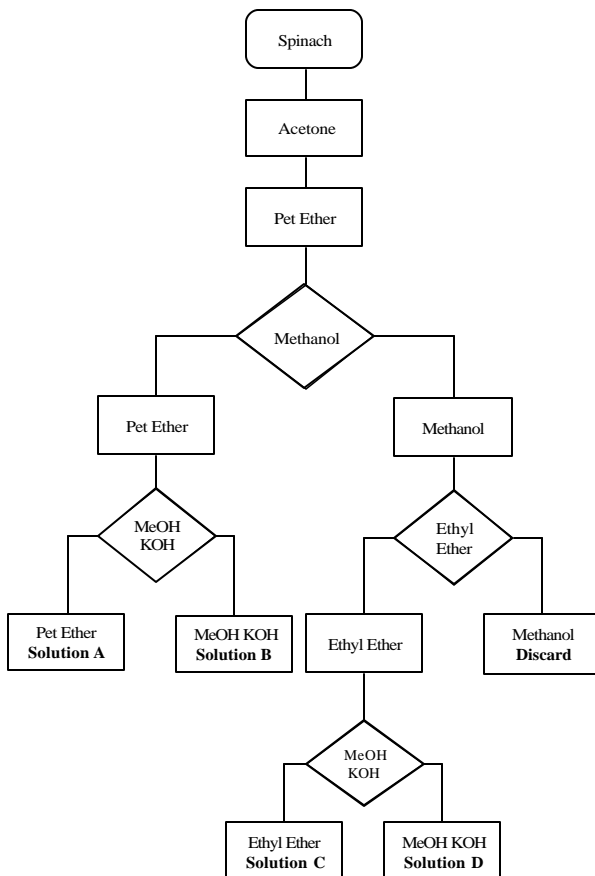 Spinach
Acetone
Pet Ether
Methanol
Pet Ether
Methanol
MeOH
KOH
Ethyl
Ether
Pet Ether
Solution A
MeOH KOH
Solution B
Ethyl Ether
Methanol
Discard
MeOH
KOH
Ethyl Ether
Solution C
MeOH KOH
Solution D